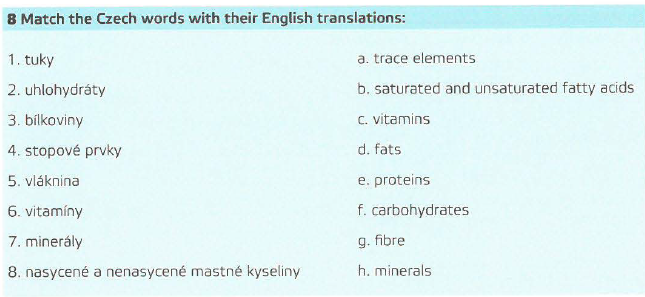 8 Match the Czech words with their English translations:
1. tuky
a. trace elements
2. uhlohydráty
b. saturated and unsaturated fatty acids
3. bílkoviny
c. vitamins
4. stopové prvky
d. fats
5. vláknina
e. proteins
6. vitamíny
f. carbohydrates
7. minerály
g. fibre
8. nasycené a nenasycené mastné kyseliny
h. minerals